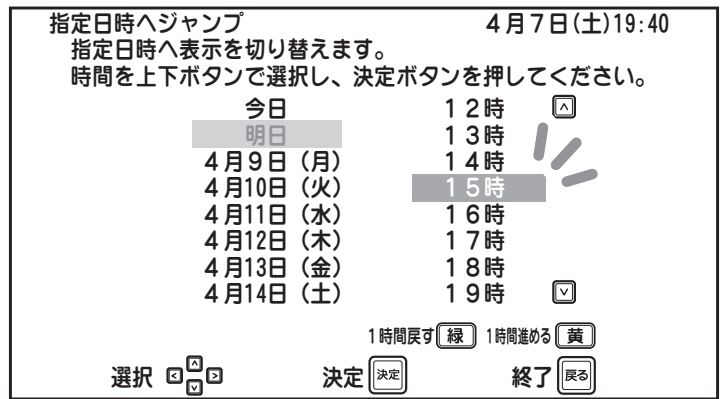 指定日時へジャンプ　4月7日(土)19:40
指定日時へ表示を切り替えます。
時間を上下ボタンで選択し、決定ボタンを押してください。
今日　12時
明日　13時
4月9日（月）　14時
4月10日（火）　15時
4月11日（水）　16時
4月12日（木）　17時
4月13日（金）　18時
4月14日（土）　19時
1時間戻す 緑　1時間進める 黄
選択　決定 決定　終了 戻る